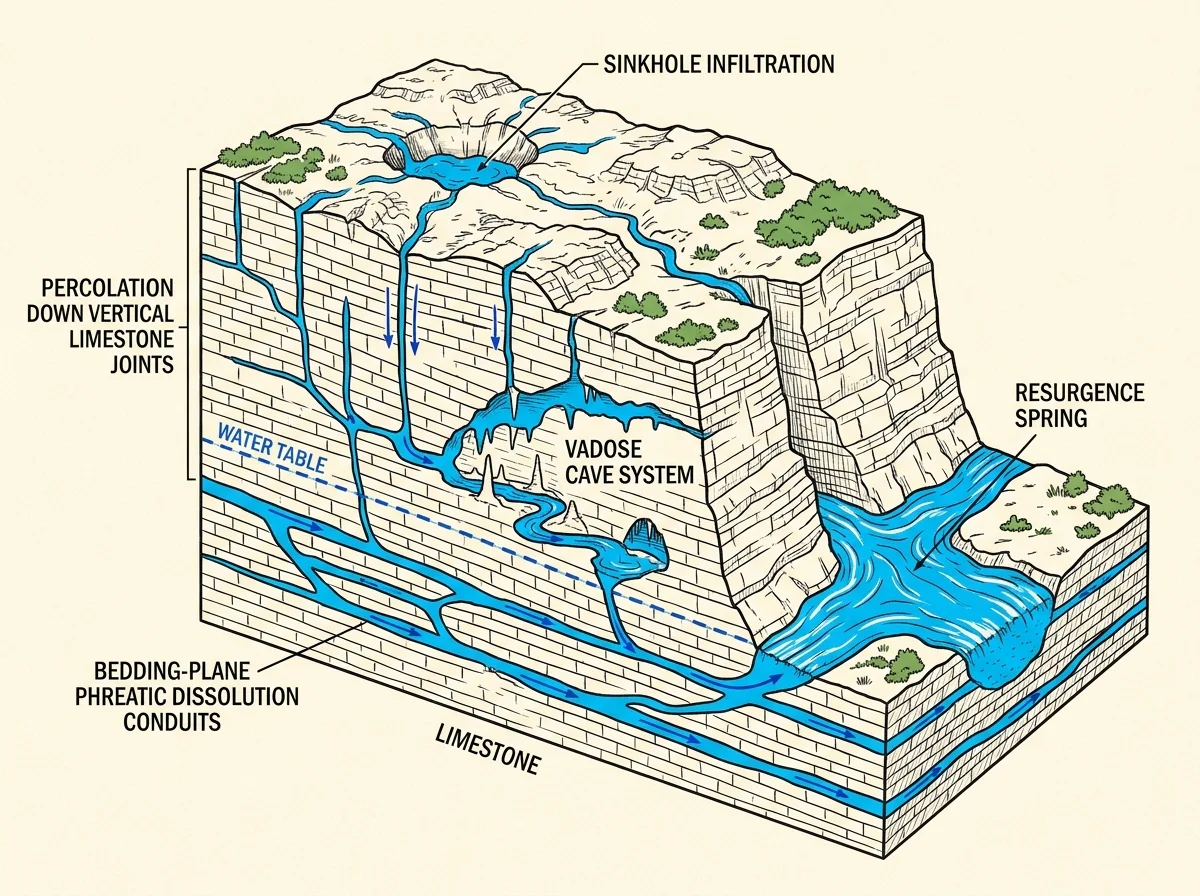 SINKHOLE INFILTRATION
PERCOLATION
DOWN VERTICAL
LIMESTONE
JOINTS
RESURGENCE
SPRING
WATER TABLE
VADOSE
CAVE SYSTEM
BEDDING-PLANE
PHREATIC DISSOLUTION
CONDUITS
LIMESTONE